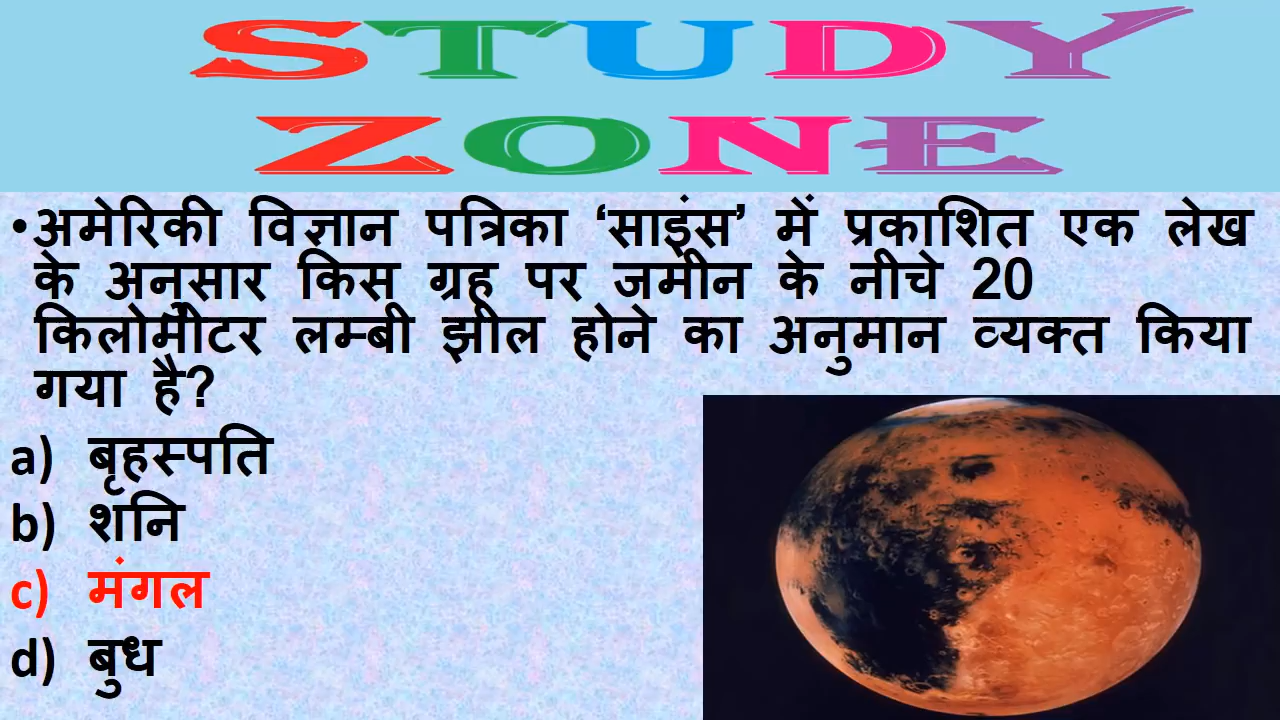 STUDY
ZONE
•अमेरिकी विज्ञान पत्रिका ‘साइंस’ में प्रकाशित एक लेख
के अनुसार किस ग्रह पर जमीन के नीचे 20
किलोमीटर लम्बी झील होने का अनुमान व्यक्त किया
गया है?
a) बृहस्पति
b) शनि
c) मंगल
d) बुध